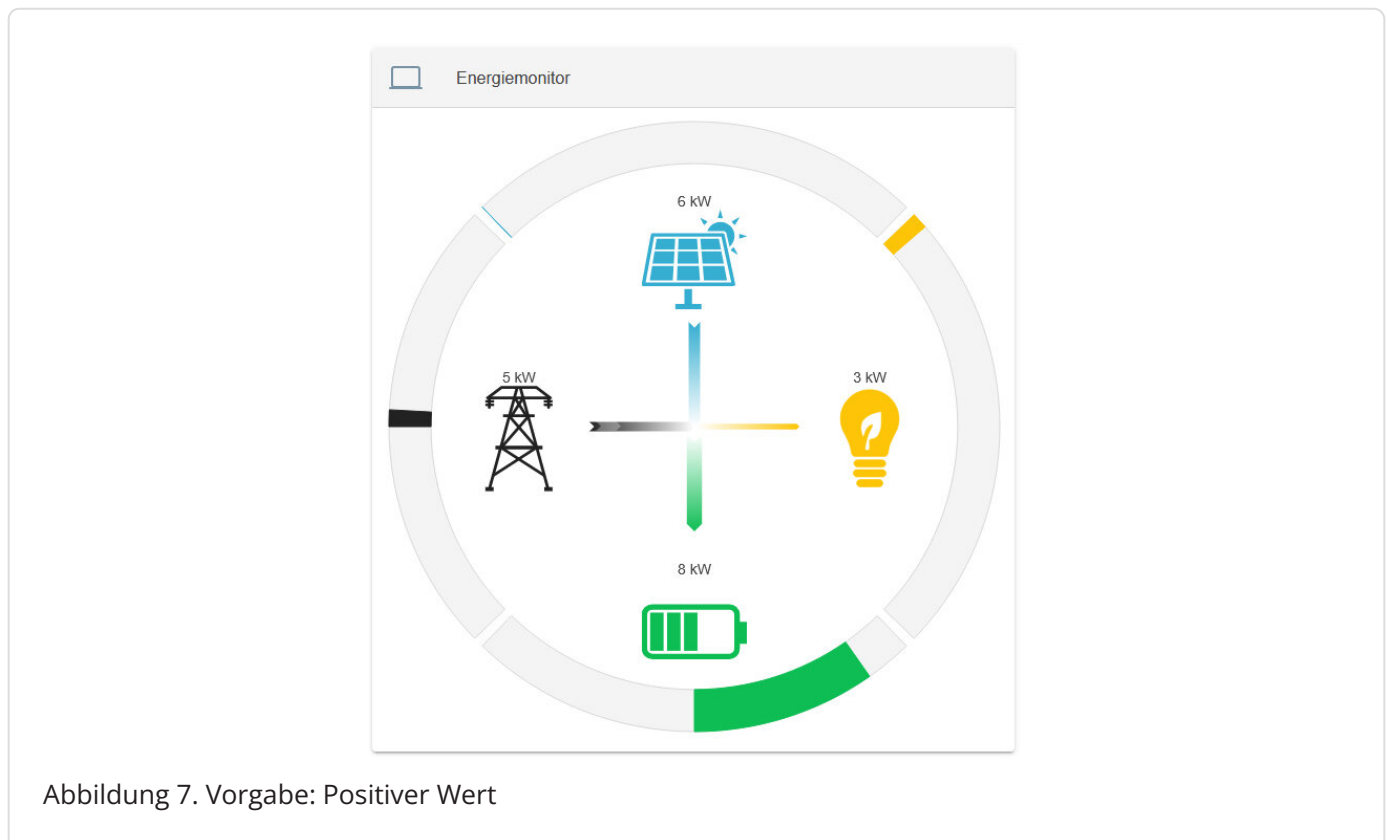 Energiemonitor
6 kW
5 kW
3 kW
8 kW
Abbildung 7. Vorgabe: Positiver Wert